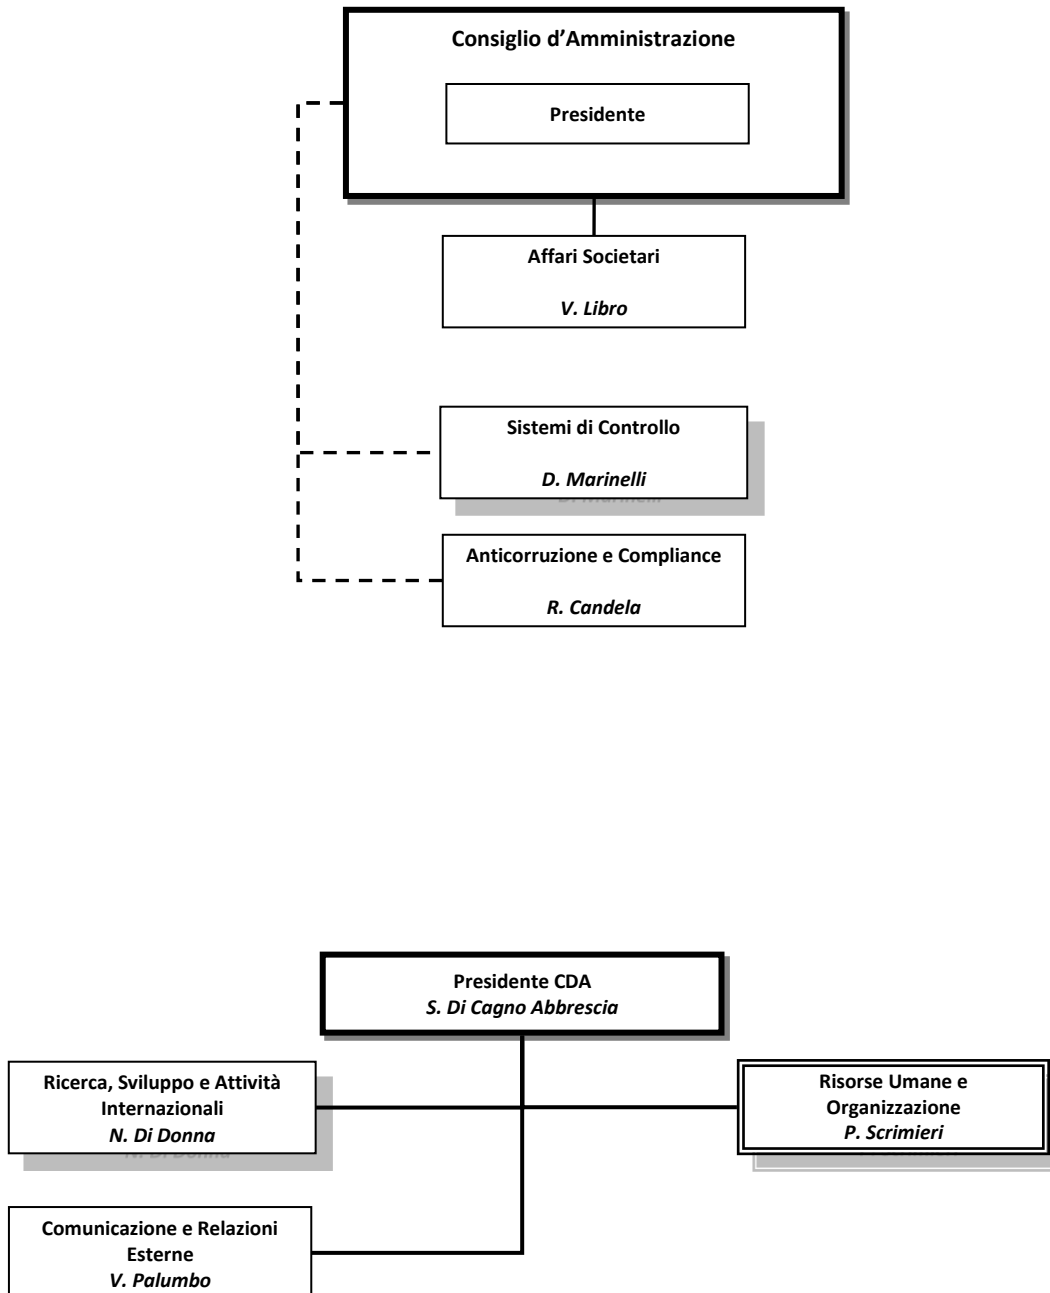 Consiglio d’Amministrazione
Presidente
Affari Societari
V. Libro
Sistemi di Controllo
D. Marinelli
Anticorruzione e Compliance
R. Candela
Presidente CDA
S. Di Cagno Abbrescia
Ricerca, Sviluppo e Attività
Internazionali
N. Di Donna
Risorse Umane e
Organizzazione
P. Scrimieri
Comunicazione e Relazioni
Esterne
V. Palumbo